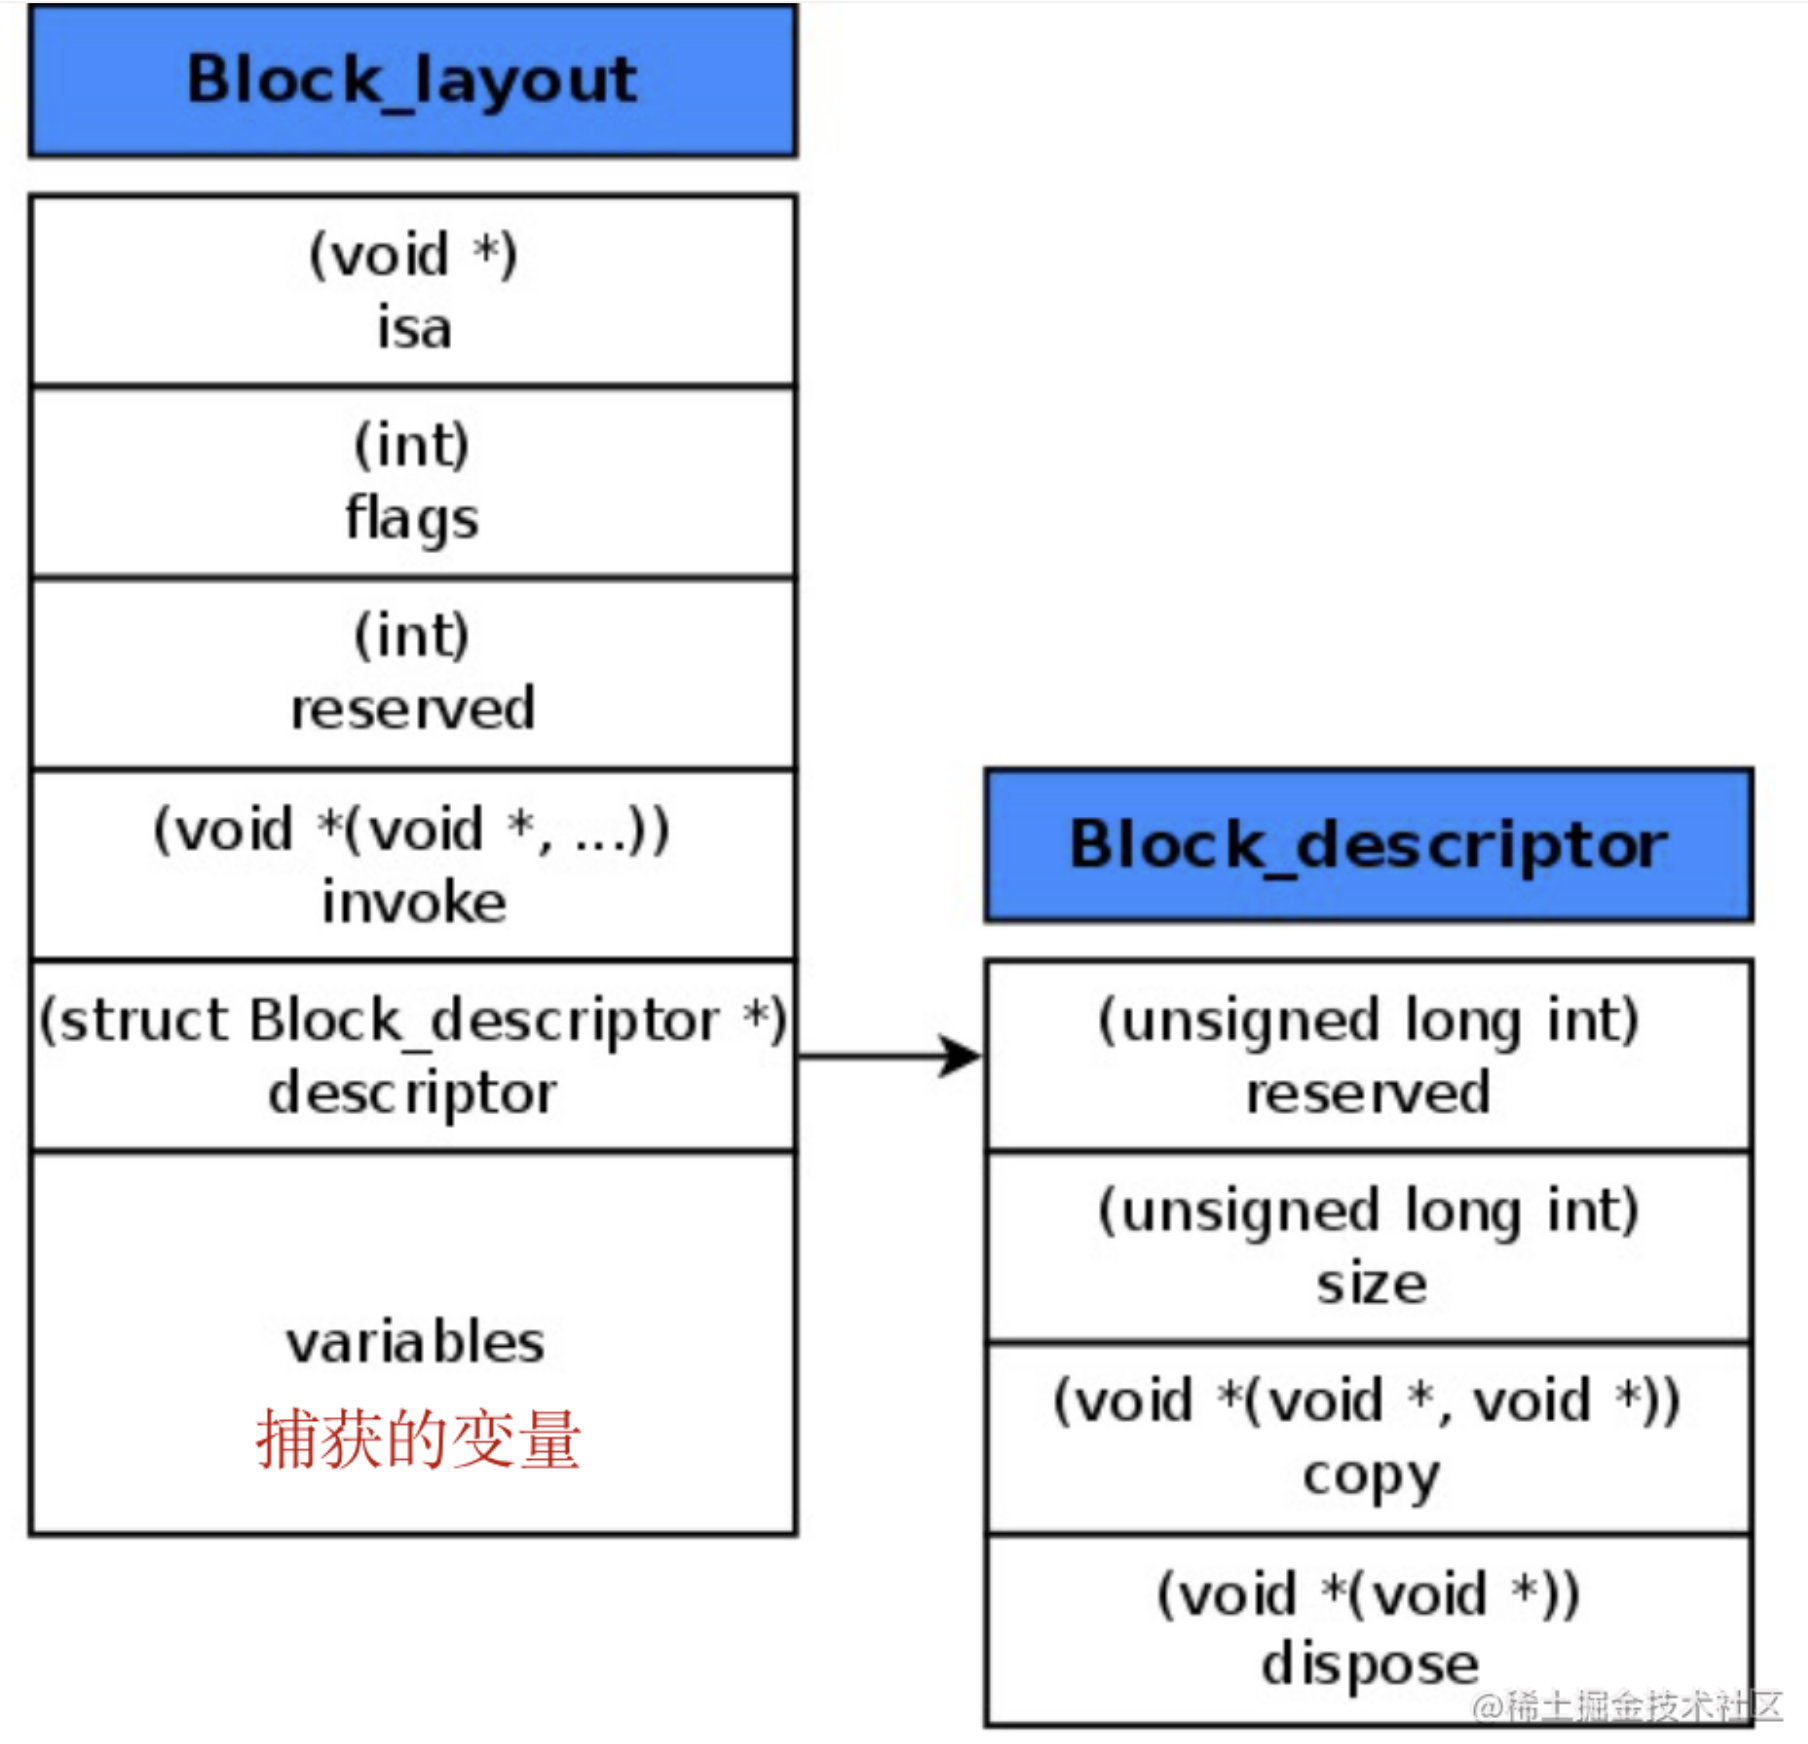 Block_layout
(void *)
isa
(int)
flags
(int)
reserved
(void *(void *, ...))
invoke
(struct Block_descriptor *)
descriptor
variables
捕获的变量
Block_descriptor
(unsigned long int)
reserved
(unsigned long int)
size
(void *(void *, void *))
copy
(void *(void *))
dispose
@稀土掘金技术社区